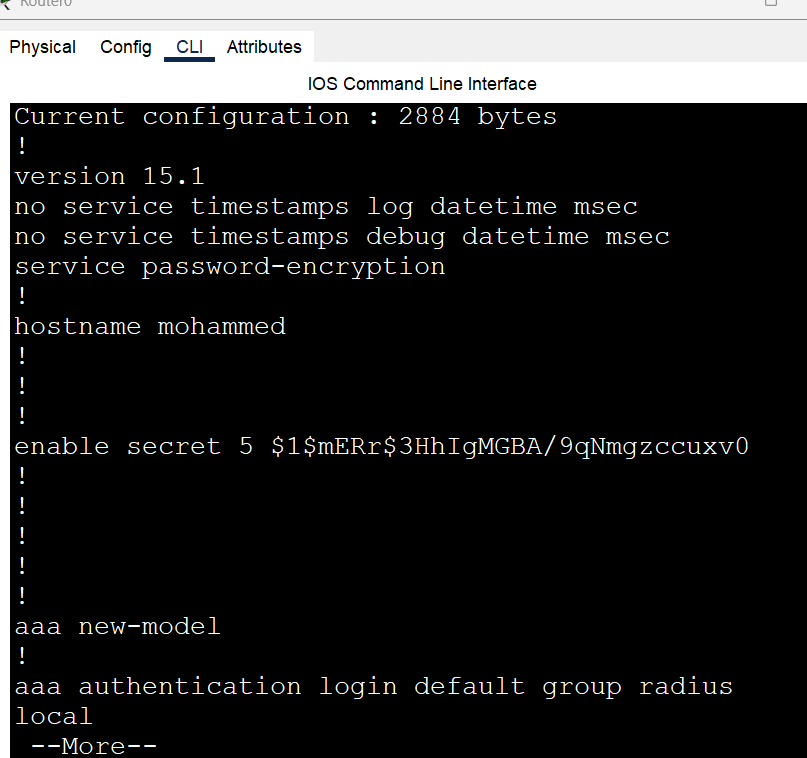 Router0
Physical Config CLI Attributes
IOS Command Line Interface
Current configuration : 2884 bytes
!
version 15.1
no service timestamps log datetime msec
no service timestamps debug datetime msec
service password-encryption
!
hostname mohammed
!
!
!
enable secret 5 $1$mERr$3HhIgMGBA/9qNmgzccuxv0
!
!
!
!
!
aaa new-model
!
aaa authentication login default group radius
local
--More--